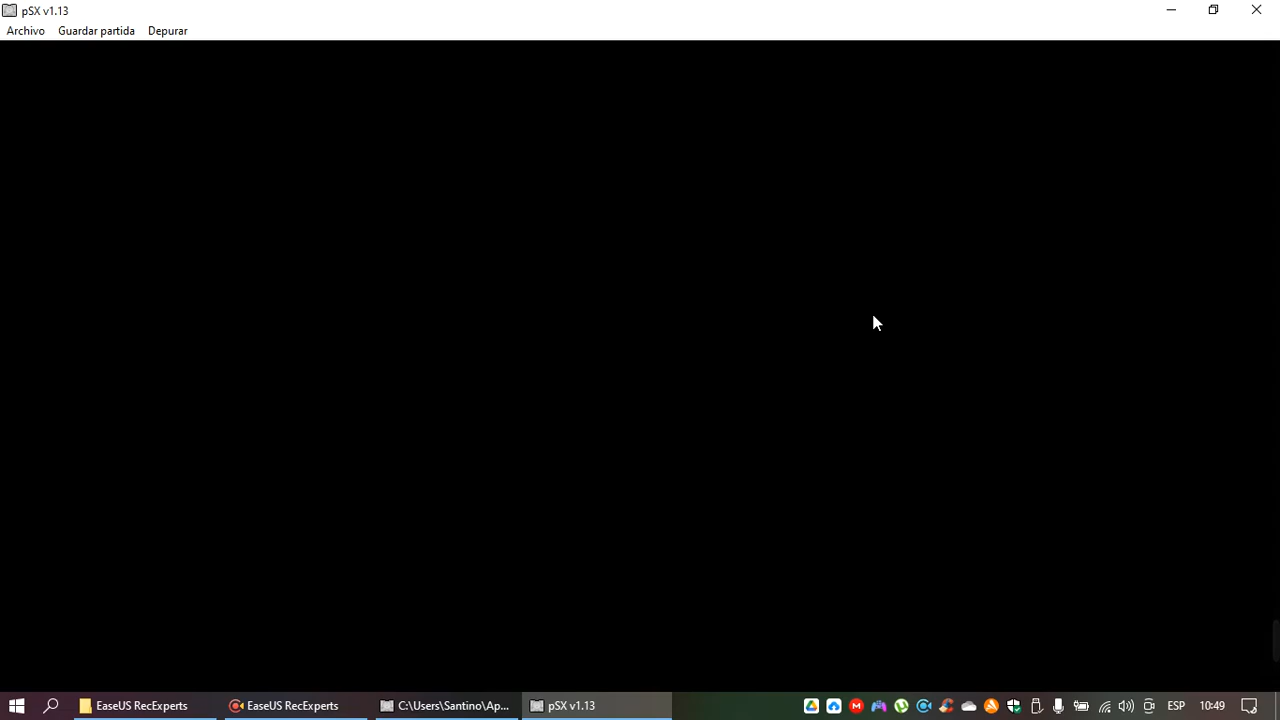 pSX v1.13
Archivo Guardar partida Depurar
EaseUS RecExperts EaseUS RecExperts C:\Users\Santino\Ap... pSX v1.13 ESP 10:49